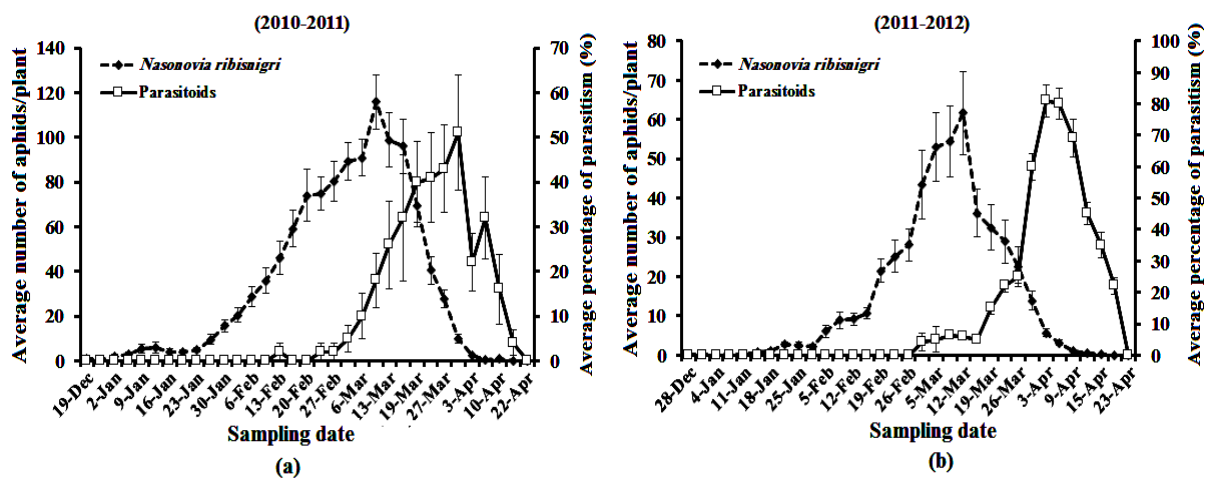 (2010-2011)
Average number of aphids/plant
140
120
100
80
60
40
20
0
Nasonovia ribisnigri
Parasitoids
70
60
50
40
30
20
10
0
Average percentage of parasitism (%)
19-Dec
2-Jan
9-Jan
16-Jan
23-Jan
30-Jan
6-Feb
13-Feb
20-Feb
27-Feb
6-Mar
13-Mar
19-Mar
27-Mar
3-Apr
10-Apr
22-Apr
Sampling date
(a)
(2011-2012)
Average number of aphids/plant
80
70
60
50
40
30
20
10
0
Nasonovia ribisnigri
Parasitoids
100
90
80
70
60
50
40
30
20
10
0
Average percentage of parasitism (%)
28-Dec
4-Jan
11-Jan
18-Jan
25-Jan
5-Feb
12-Feb
19-Feb
26-Feb
5-Mar
12-Mar
19-Mar
26-Mar
3-Apr
9-Apr
15-Apr
23-Apr
Sampling date
(b)